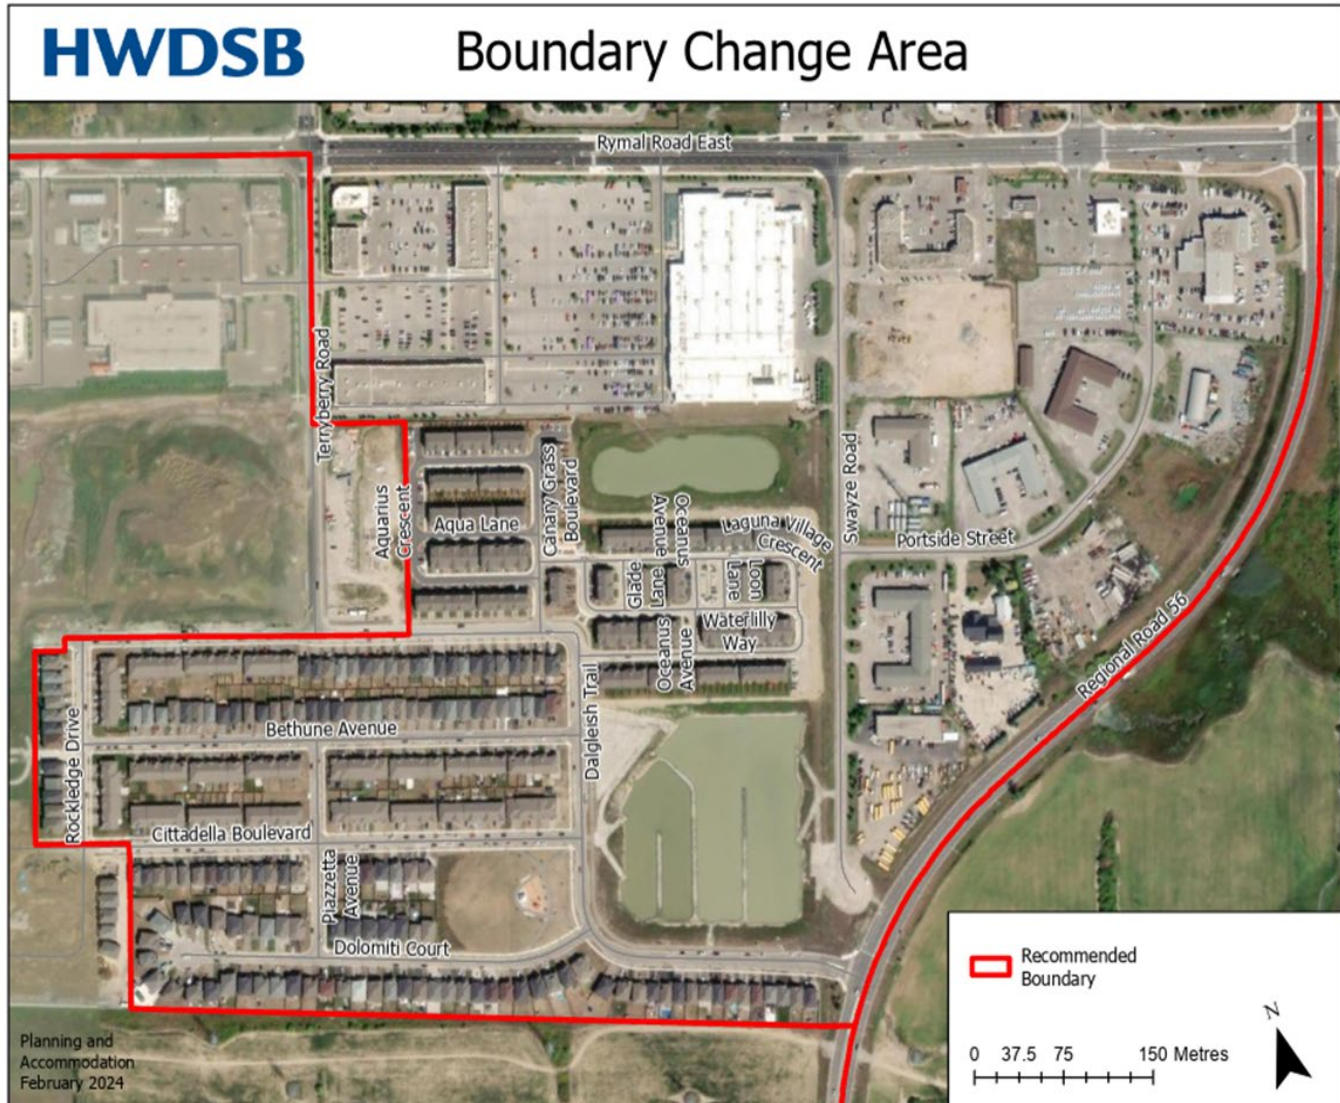 HWDSB
Boundary Change Area
Rymal Road East
Terryberry Road
Aquarius
Crescent
Aqua Lane
Canary Grass
Boulevard
Oceanus
Avenue
Laguna Village
Crescent
Swayze Road
Portside Street
Glade
Lane
Loon
Lane
Waterlilly
Way
Oceanus
Avenue
Regional Road 56
Dalgleish Trail
Rockledge Drive
Bethune Avenue
Cittadella Boulevard
Piazzetta
Avenue
Dolomiti Court
Recommended
Boundary
N
0 37.5 75 150 Metres
Planning and
Accommodation
February 2024